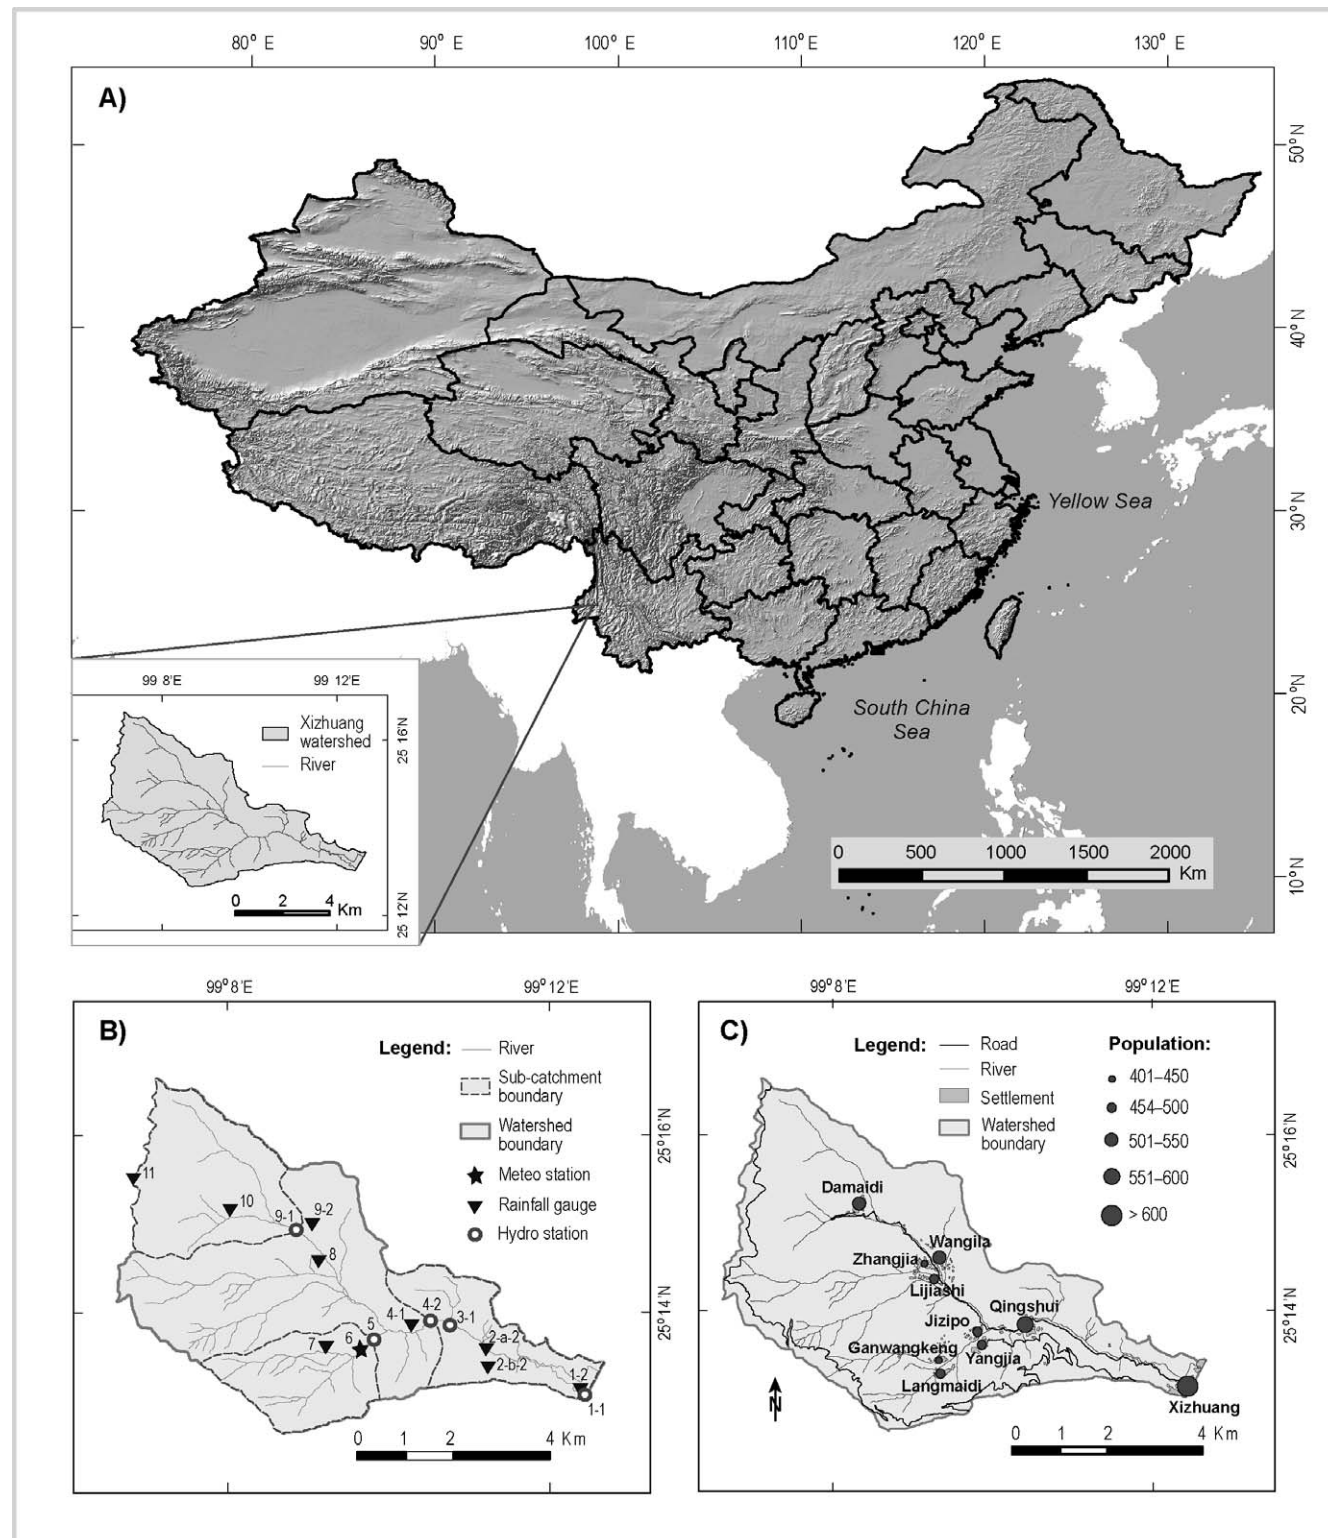 80° E 90° E 100° E 110° E 120° E 130° E
A)
50°N
40°N
30°N
20°N
10°N
Yellow Sea
South China
Sea
0 500 1000 1500 2000
Km
99 8'E 99 12'E
Xizhuang
watershed
River
25 16'N
25 12'N
0 2 4
Km
99° 8'E 99° 12'E
B)
Legend: River
Sub-catchment
boundary
Watershed
boundary
Meteo station
Rainfall gauge
Hydro station
25° 16'N
25° 14'N
11
10
9-1
9-2
8
7
6
5
4-1
4-2
3-1
2-a-2
2-b-2
1-2
1-1
0 1 2 4 Km
99° 8'E 99° 12'E
C)
Legend: Road
River
Settlement
Watershed
boundary
Population:
401–450
454–500
501–550
551–600
> 600
25° 16'N
25° 14'N
Damaidi
Wangila
Zhangjia
Lijiashi
Qingshui
Jizipo
Ganwangkeng
Yangjia
Langmaidi
Xizhuang
N
0 1 2 4 Km